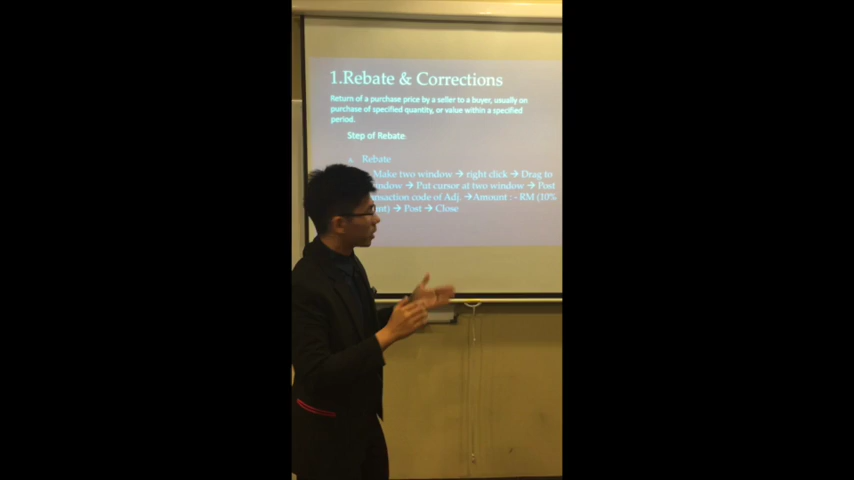 1.Rebate & Corrections
Return of a purchase price by a seller to a buyer, usually on
purchase of specified quantity, or value within a specified
period.
Step of Rebate:
a. Rebate
Make two window → right click → Drag to
→ Put cursor at two window → Post
code of Adj. →Amount : - RM (10%
→ Post → Close